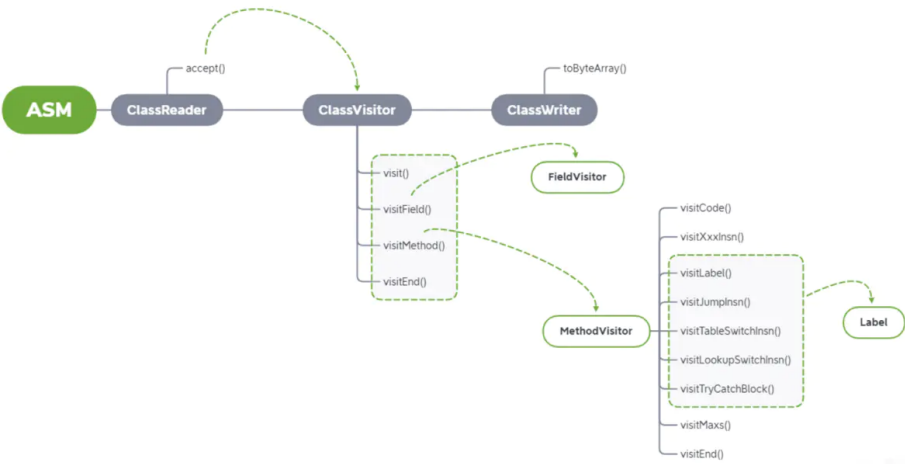 accept()
toByteArray()
ASM
ClassReader
ClassVisitor
ClassWriter
visit()
FieldVisitor
visitField()
visitCode()
visitXxxInsn()
visitMethod()
visitLabel()
visitEnd()
visitJumpInsn()
Label
MethodVisitor
visitTableSwitchInsn()
visitLookupSwitchInsn()
visitTryCatchBlock()
visitMaxs()
visitEnd()